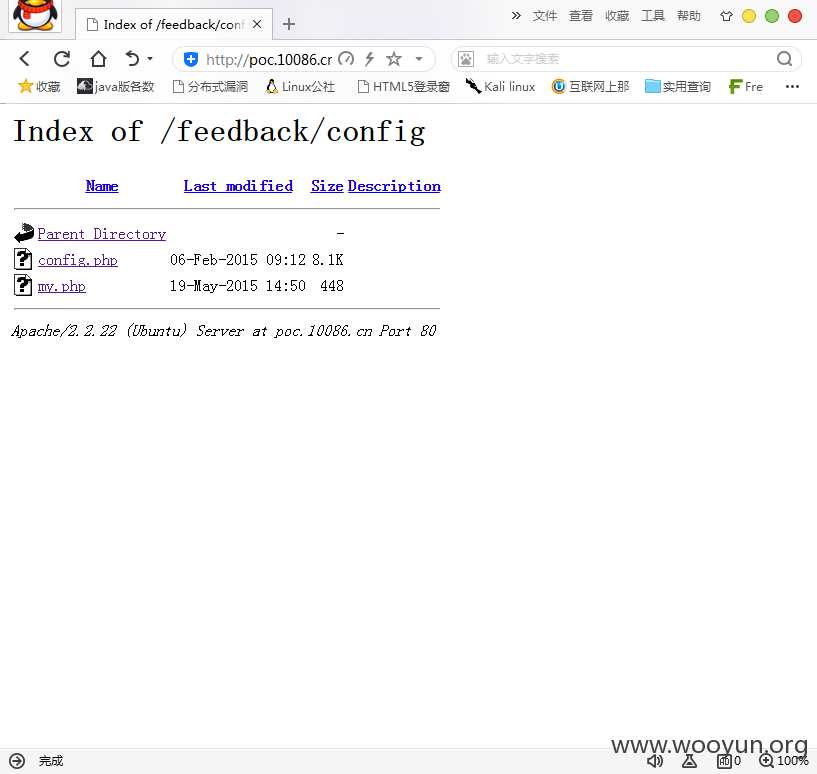 Index of /feedback/conf
文件 查看 收藏 工具 帮助
http://poc.10086.cr
输入文字搜索
收藏 java版各数 分布式漏洞 Linux公社 HTML5登录窗 Kali linux 互联网上那 实用查询 Fre
Index of /feedback/config
Name Last modified Size Description
Parent Directory -
config.php 06-Feb-2015 09:12 8.1K
my.php 19-May-2015 14:50 448
Apache/2.2.22 (Ubuntu) Server at poc.10086.cn Port 80
www.wooyun.org
完成 0 100%